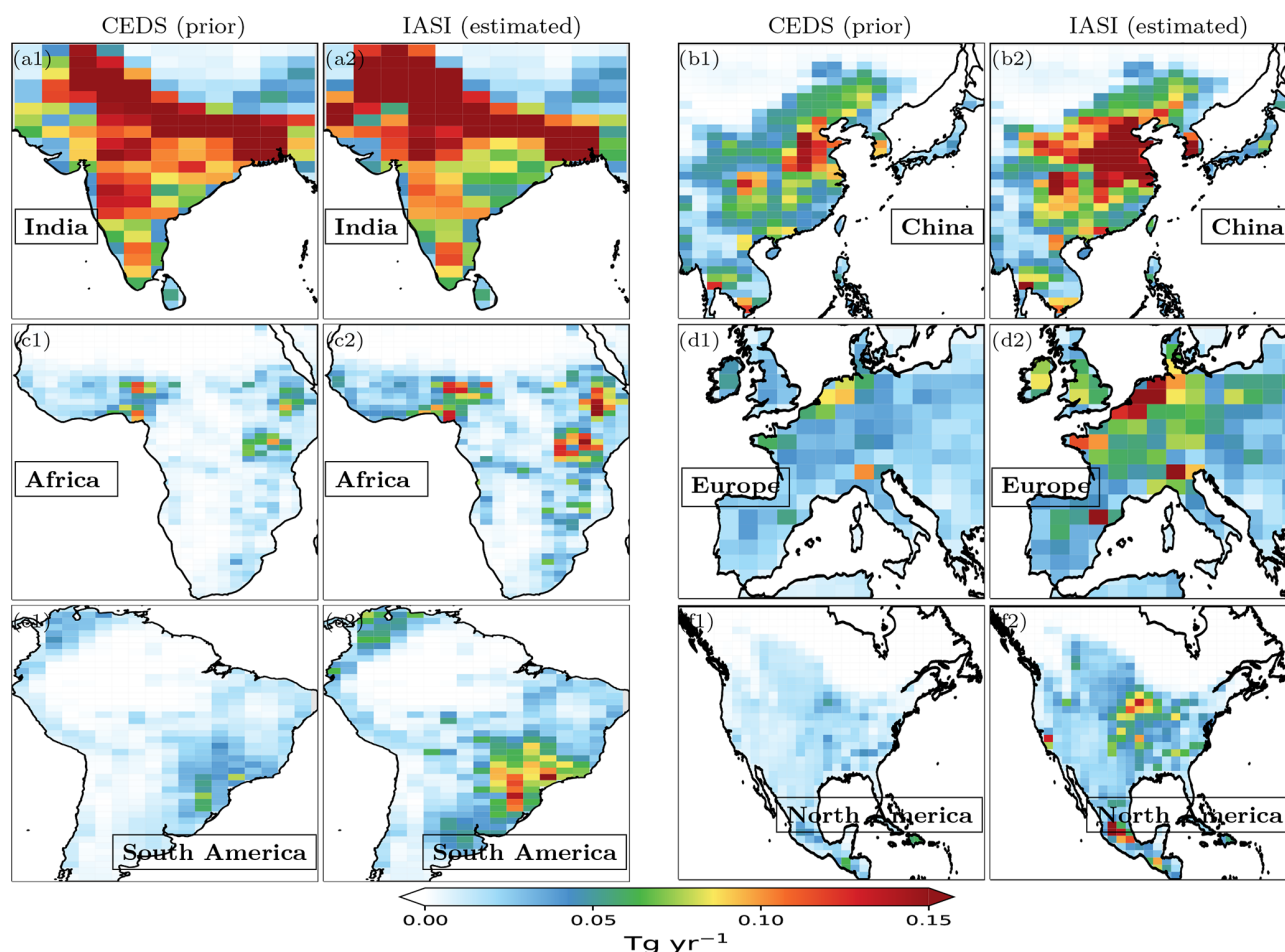 CEDS (prior) IASI (estimated) CEDS (prior) IASI (estimated)
(a1) (a2) (b1) (b2)
India India China China
(c1) (c2) (d1) (d2)
Africa Africa Europe Europe
(e1) (e2) (f1) (f2)
South America South America North America North America
0.00 0.05 0.10 0.15
Tg yr⁻¹